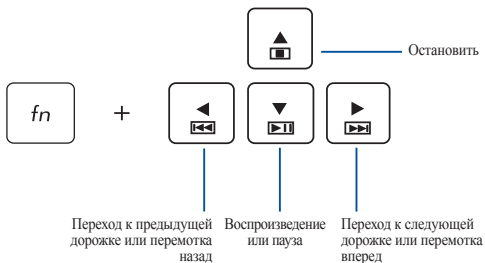 Остановить
fn
+
Переход к предыдущей
дорожке или перемотка
назад
Воспроизведение
или пауза
Переход к следующей
дорожке или перемотка
вперед